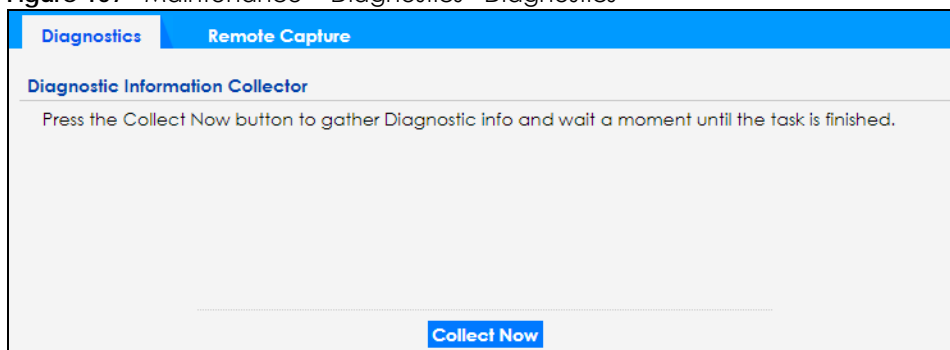 Diagnostics Remote Capture
Diagnostic Information Collector
Press the Collect Now button to gather Diagnostic info and wait a moment until the task is finished.
Collect Now